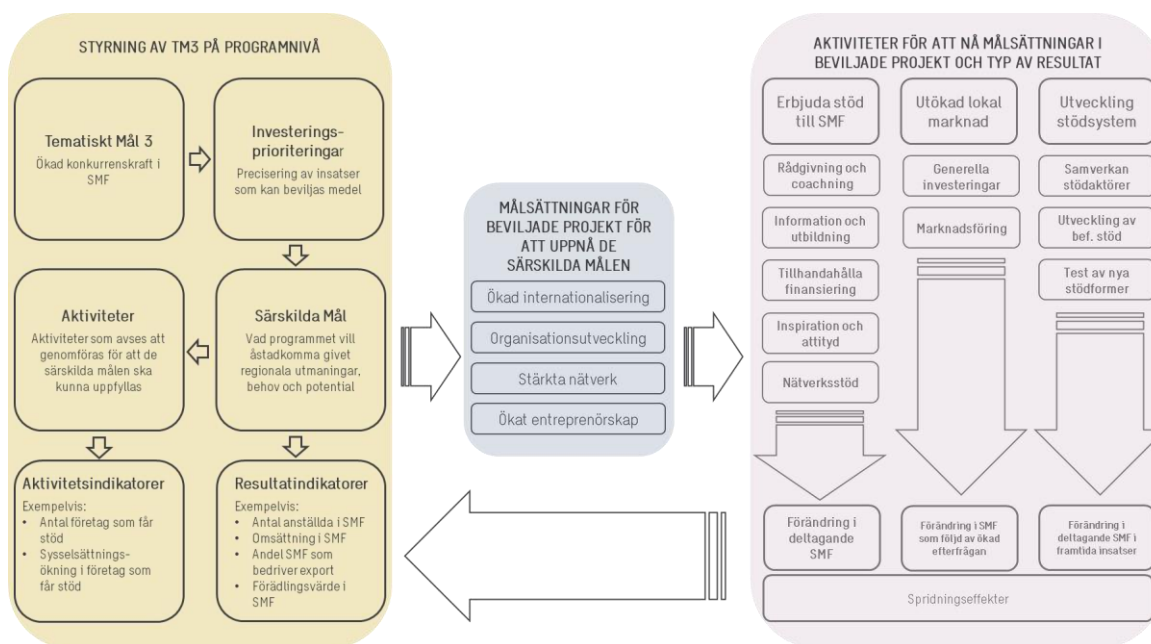 STYRNING AV TM3 PÅ PROGRAMNIVÅ
Tematiskt Mål 3
Ökad konkurrenskraft i
SMF
Investerings-
prioriteringar
Precisering av insatser
som kan beviljas medel
Aktiviteter
Aktiviteter som avses att
genomföras för att de
särskilda målen ska
kunna uppfyllas
Särskilda Mål
Vad programmet vill
åstadkomma givet
regionala utmaningar,
behov och potential
Aktivitetsindikatorer
Exempelvis:
• Antal företag som får
stöd
• Sysselsättnings-
ökning i företag som
får stöd
Resultatindikatorer
Exempelvis:
• Antal anställda i SMF
• Omsättning i SMF
• Andel SMF som
bedriver export
• Förädlingsvärde i
SMF
MÅLSÄTTNINGAR FÖR
BEVILJADE PROJEKT FÖR
ATT UPPNÅ DE
SÄRSKILDA MÅLEN
Ökad internationalisering
Organisationsutveckling
Stärkta nätverk
Ökat entreprenörskap
AKTIVITETER FÖR ATT NÅ MÅLSÄTTNINGAR I
BEVILJADE PROJEKT OCH TYP AV RESULTAT
Erbjuda stöd
till SMF
Rådgivning och
coachning
Information och
utbildning
Tillhandahålla
finansiering
Inspiration och
attityd
Nätverksstöd
Förändring i
deltagande
SMF
Utökad lokal
marknad
Generella
investeringar
Marknadsföring
Förändring i SMF
som följd av ökad
efterfrågan
Utveckling
stödsystem
Samverkan
stödaktörer
Utveckling av
bef. stöd
Test av nya
stödformer
Förändring i
deltagande SMF i
framtida insatser
Spridningseffekter